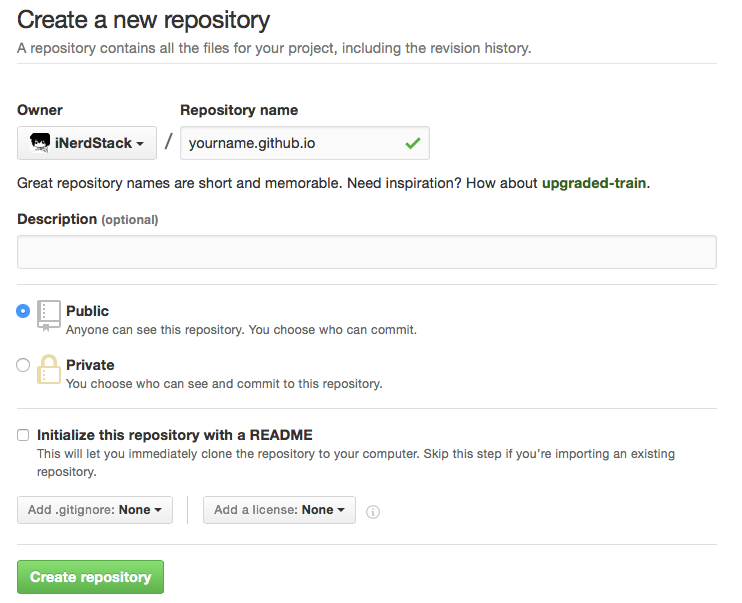 Create a new repository
A repository contains all the files for your project, including the revision history.
Owner
Repository name
iNerdStack
/
yourname.github.io
Great repository names are short and memorable. Need inspiration? How about upgraded-train.
Description (optional)
Public
Anyone can see this repository. You choose who can commit.
Private
You choose who can see and commit to this repository.
Initialize this repository with a README
This will let you immediately clone the repository to your computer. Skip this step if you’re importing an existing
repository.
Add .gitignore: None
Add a license: None
Create repository